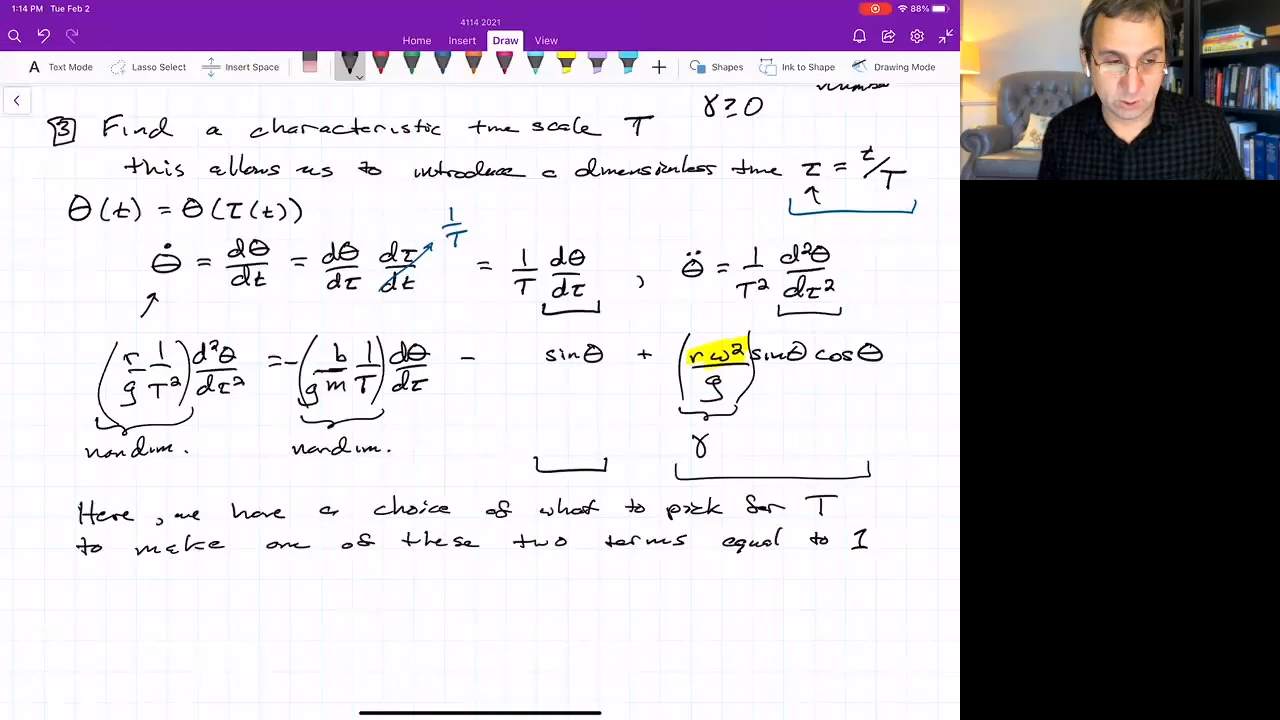 1:14 PM Tue Feb 2
88%
4114 2021
Home Insert Draw View
Text Mode Lasso Select Insert Space Shapes Ink to Shape Drawing Mode
γ ≥ 0
③ Find a characteristic time scale T
this allows us to introduce a dimensionless time τ = t/T
θ(t) = θ(τ(t))
θ̇ = dθ/dt = dθ/dτ dτ/dt 1/T = 1/T dθ/dτ , θ̈ = 1/T² d²θ/dτ²
(r/g 1/T²) d²θ/dτ² = -(b/gm 1/T) dθ/dτ - sinθ + (rω²/g) sinθ cosθ
nondim. nondim. γ
Here, we have a choice of what to pick for T
to make one of these two terms equal to 1